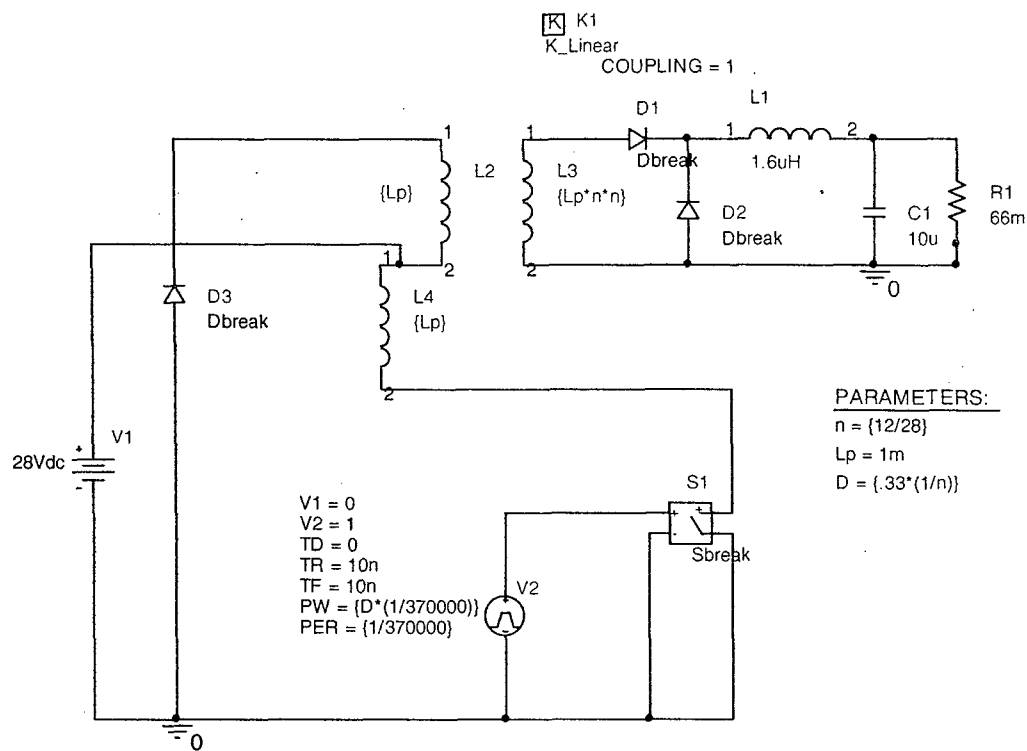 K K1
K_Linear
COUPLING = 1
L1
D1
1 2
1 1
Dbreak 1.6uH
L2 L3
{Lp} {Lp*n*n}
R1
D2 C1 66m
Dbreak 10u
1 2 2
0
D3 L4
Dbreak {Lp}
2
PARAMETERS:
n = {12/28}
Lp = 1m
D = {.33*(1/n)}
+ V1
28Vdc
-
S1
+ +
-
Sbreak
V1 = 0
V2 = 1
TD = 0
TR = 10n
TF = 10n
PW = {D*(1/370000)}
PER = {1/370000}
V2
+
-
0